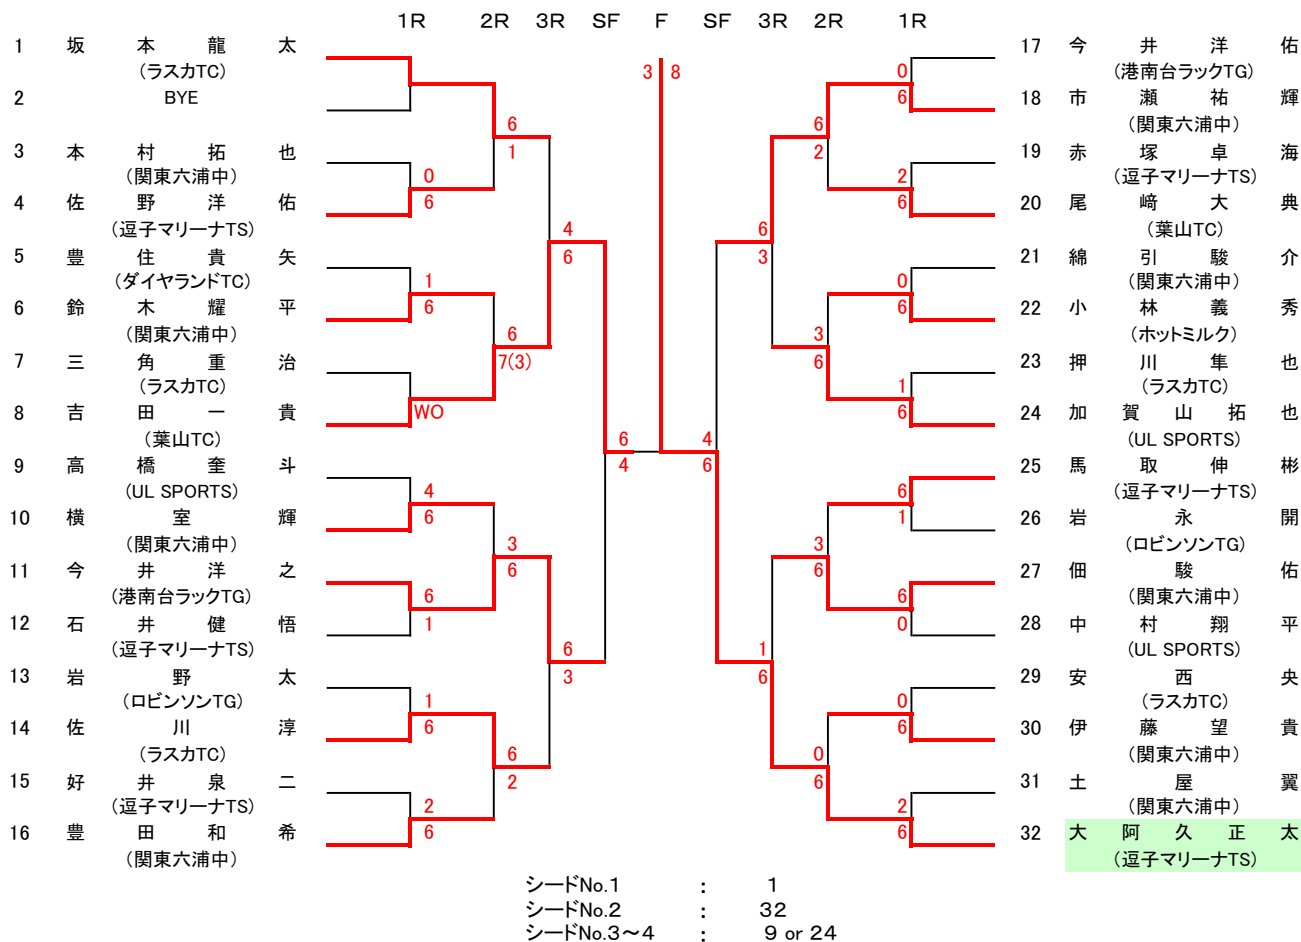 1R 2R 3R SF F SF 3R 2R 1R
1 坂本龍太
(ラスカTC)
2 BYE
3 本村拓也
(関東六浦中)
4 佐野洋佑
(逗子マリーナTS)
5 豊住貴矢
(ダイヤランドTC)
6 鈴木耀平
(関東六浦中)
7 三角重治
(ラスカTC)
8 吉田一貴
(葉山TC)
9 高橋奎斗
(UL SPORTS)
10 横室輝
(関東六浦中)
11 今井洋之
(港南台ラックTG)
12 石井健悟
(逗子マリーナTS)
13 岩野太
(ロビンソンTG)
14 佐川淳
(ラスカTC)
15 好井泉二
(逗子マリーナTS)
16 豊田和希
(関東六浦中)
0
6
1
6
WO
4
6
6
1
1
6
2
6
6
1
6
7(3)
3
6
6
2
4
6
6
3
6
4
3 8
4
6
6
3
1
6
6
2
3
6
3
6
0
6
0
6
2
6
0
6
1
6
6
1
6
0
0
6
2
6
17 今井洋佑
(港南台ラックTG)
18 市瀬祐輝
(関東六浦中)
19 赤塚卓海
(逗子マリーナTS)
20 尾﨑大典
(葉山TC)
21 綿引駿介
(関東六浦中)
22 小林義秀
(ホットミルク)
23 押川隼也
(ラスカTC)
24 加賀山拓也
(UL SPORTS)
25 馬取伸彬
(逗子マリーナTS)
26 岩永開
(ロビンソンTG)
27 佃駿佑
(関東六浦中)
28 中村翔平
(UL SPORTS)
29 安西央
(ラスカTC)
30 伊藤望貴
(関東六浦中)
31 土屋翼
(関東六浦中)
32 大阿久正太
(逗子マリーナTS)
シードNo.1 : 1
シードNo.2 : 32
シードNo.3～4 : 9 or 24